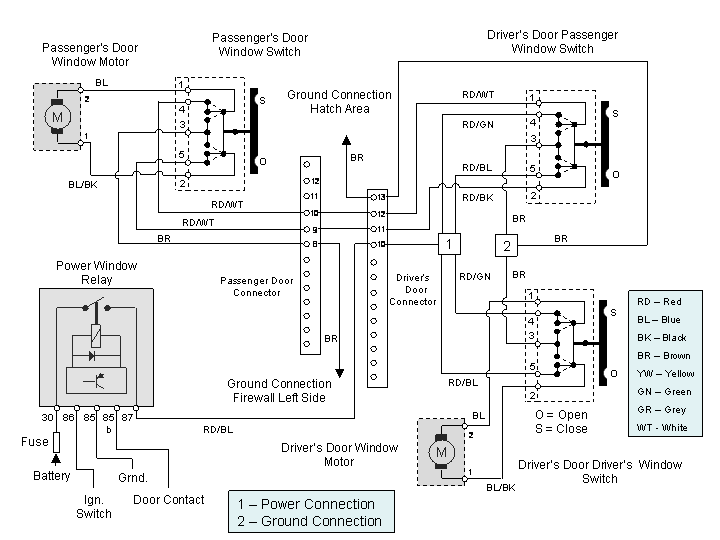 Passenger's Door
Window Motor
BL
2
M
1
BL/BK
Passenger's Door
Window Switch
1
4
3
5
2
S
O
RD/WT
RD/WT
BR
Ground Connection
Hatch Area
BR
12
11
10
9
8
Passenger Door
Connector
BR
Ground Connection
Firewall Left Side
13
12
11
10
Driver's
Door
Connector
Driver's Door Passenger
Window Switch
RD/WT
RD/GN
RD/BL
RD/BK
1
4
3
5
2
S
O
BR
1
2
BR
RD/GN
BR
1
4
3
5
2
S
O
RD/BL
O = Open
S = Close
Driver's Door Driver's Window
Switch
BL
2
M
1
BL/BK
Driver's Door Window
Motor
Power Window
Relay
30
86
85
85
b
87
RD/BL
Fuse
Battery
Ign.
Switch
Grnd.
Door Contact
1 – Power Connection
2 – Ground Connection
RD – Red
BL – Blue
BK – Black
BR – Brown
YW – Yellow
GN – Green
GR – Grey
WT - White